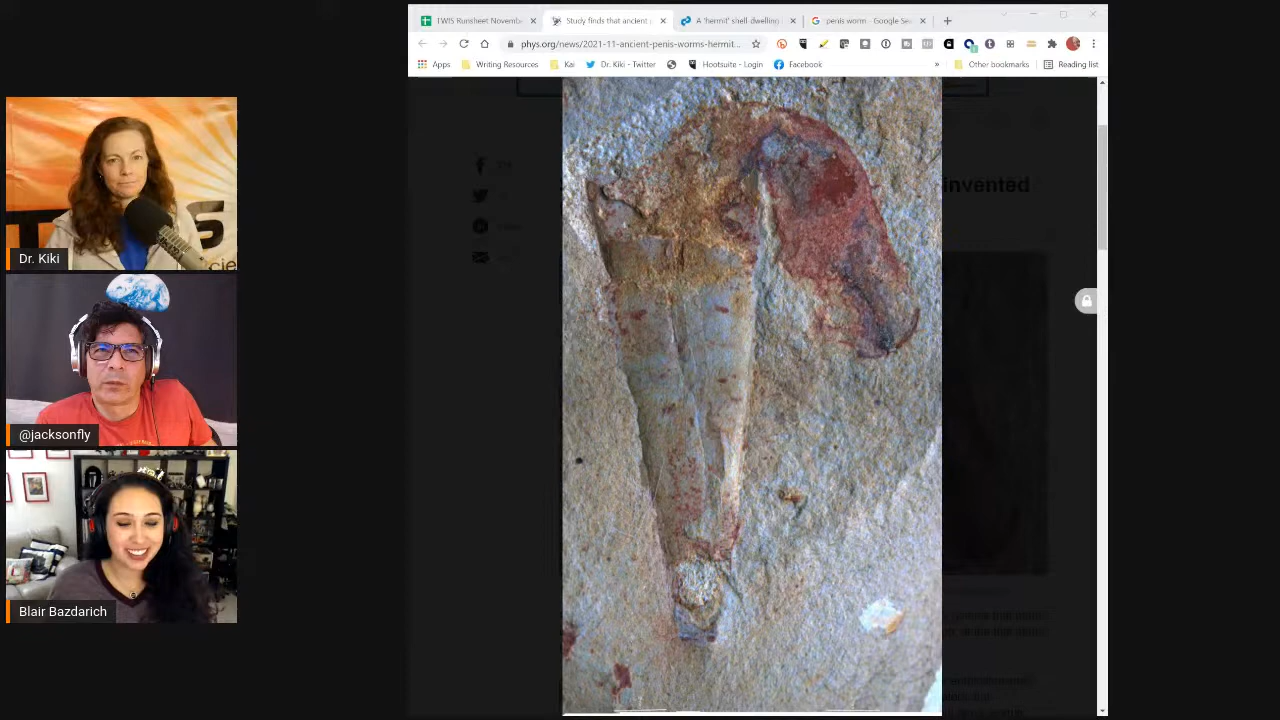 TWIS Runsheet Novemb
Study finds that ancient p
A 'hermit' shell-dwelling
penis worm - Google Sea
phys.org/news/2021-11-ancient-penis-worms-hermit...
Apps
Writing Resources
Kai
Dr. Kiki - Twitter
Hootsuite - Login
Facebook
»
Other bookmarks
Reading list
invented
Dr. Kiki
@jacksonfly
Blair Bazdarich